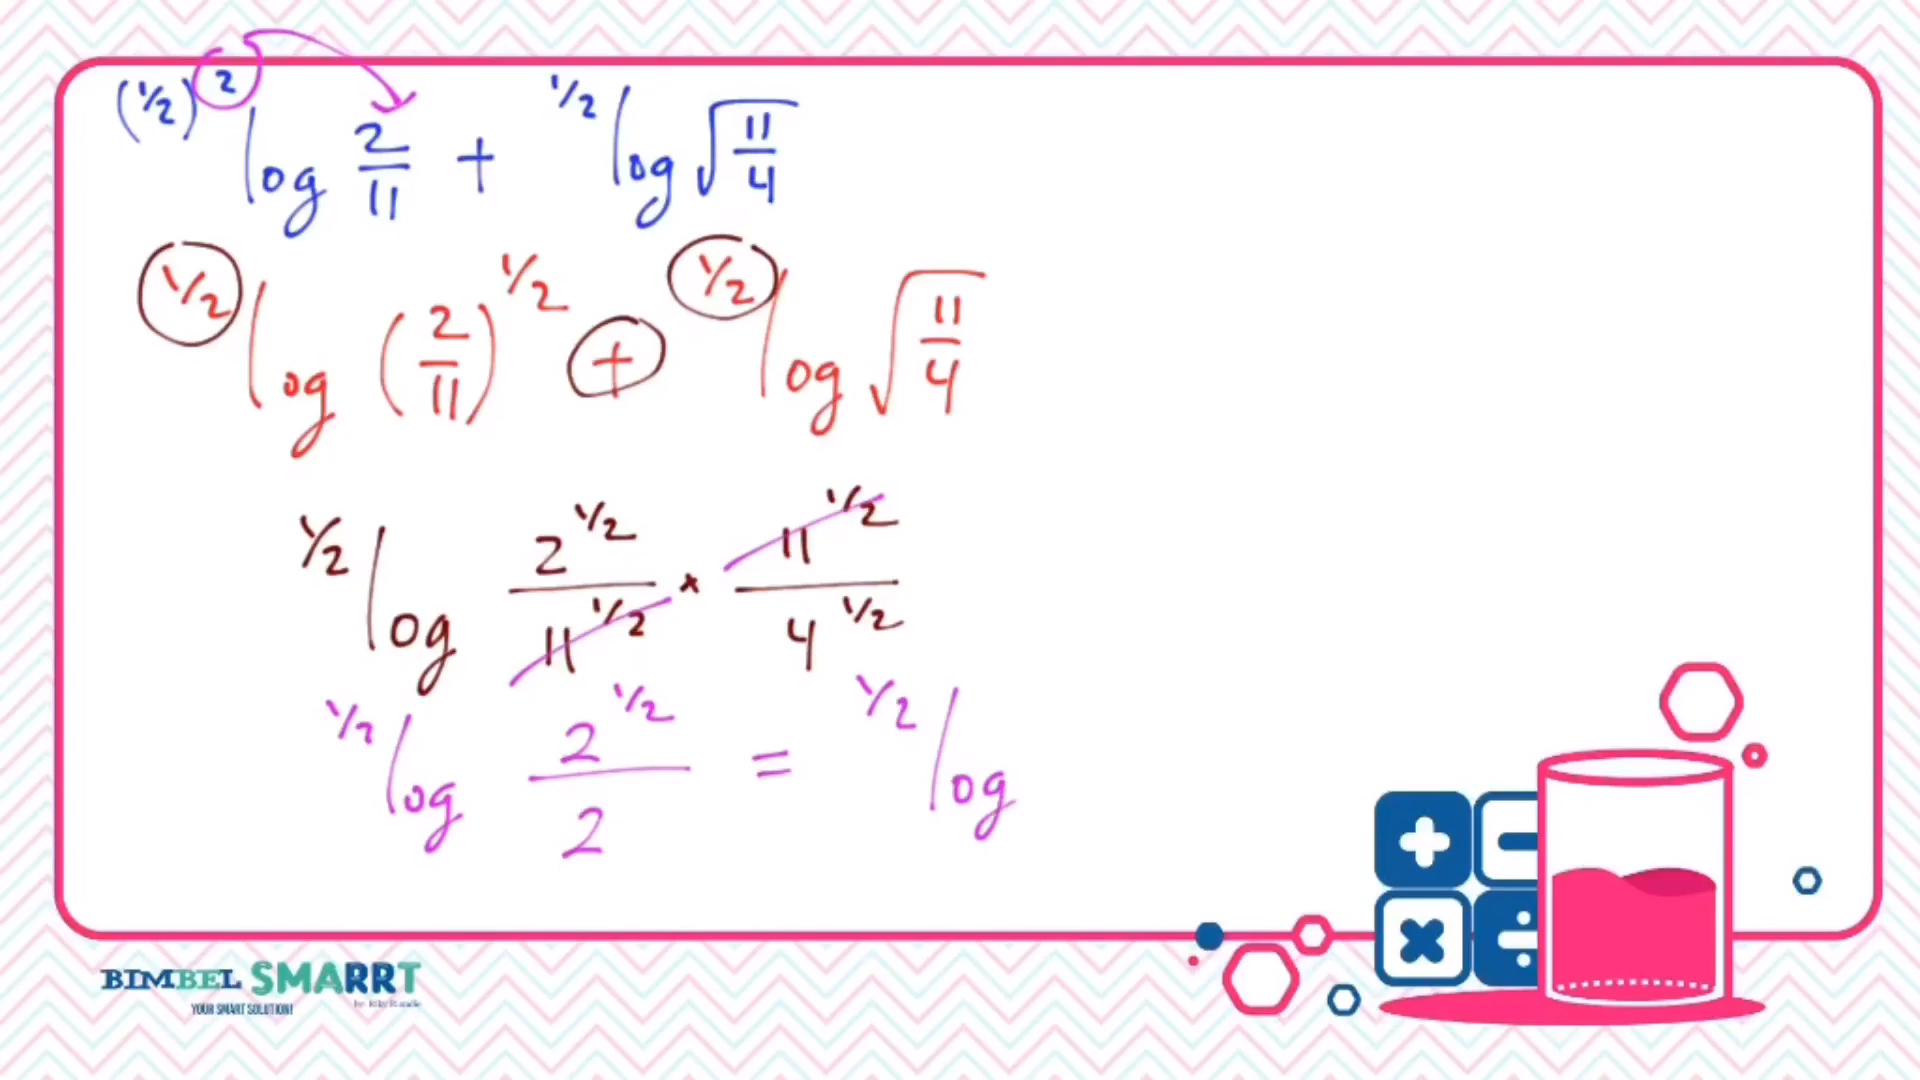 (1/2)² log 2/11 + 1/2 log √11/4
1/2 log (2/11)^1/2 + 1/2 log √11/4
1/2 log 2^1/2 / 11^1/2 × 11^1/2 / 4^1/2
1/2 log 2^1/2 / 2 = 1/2 log
BIMBEL SMARRT
YOUR SMART SOLUTION!